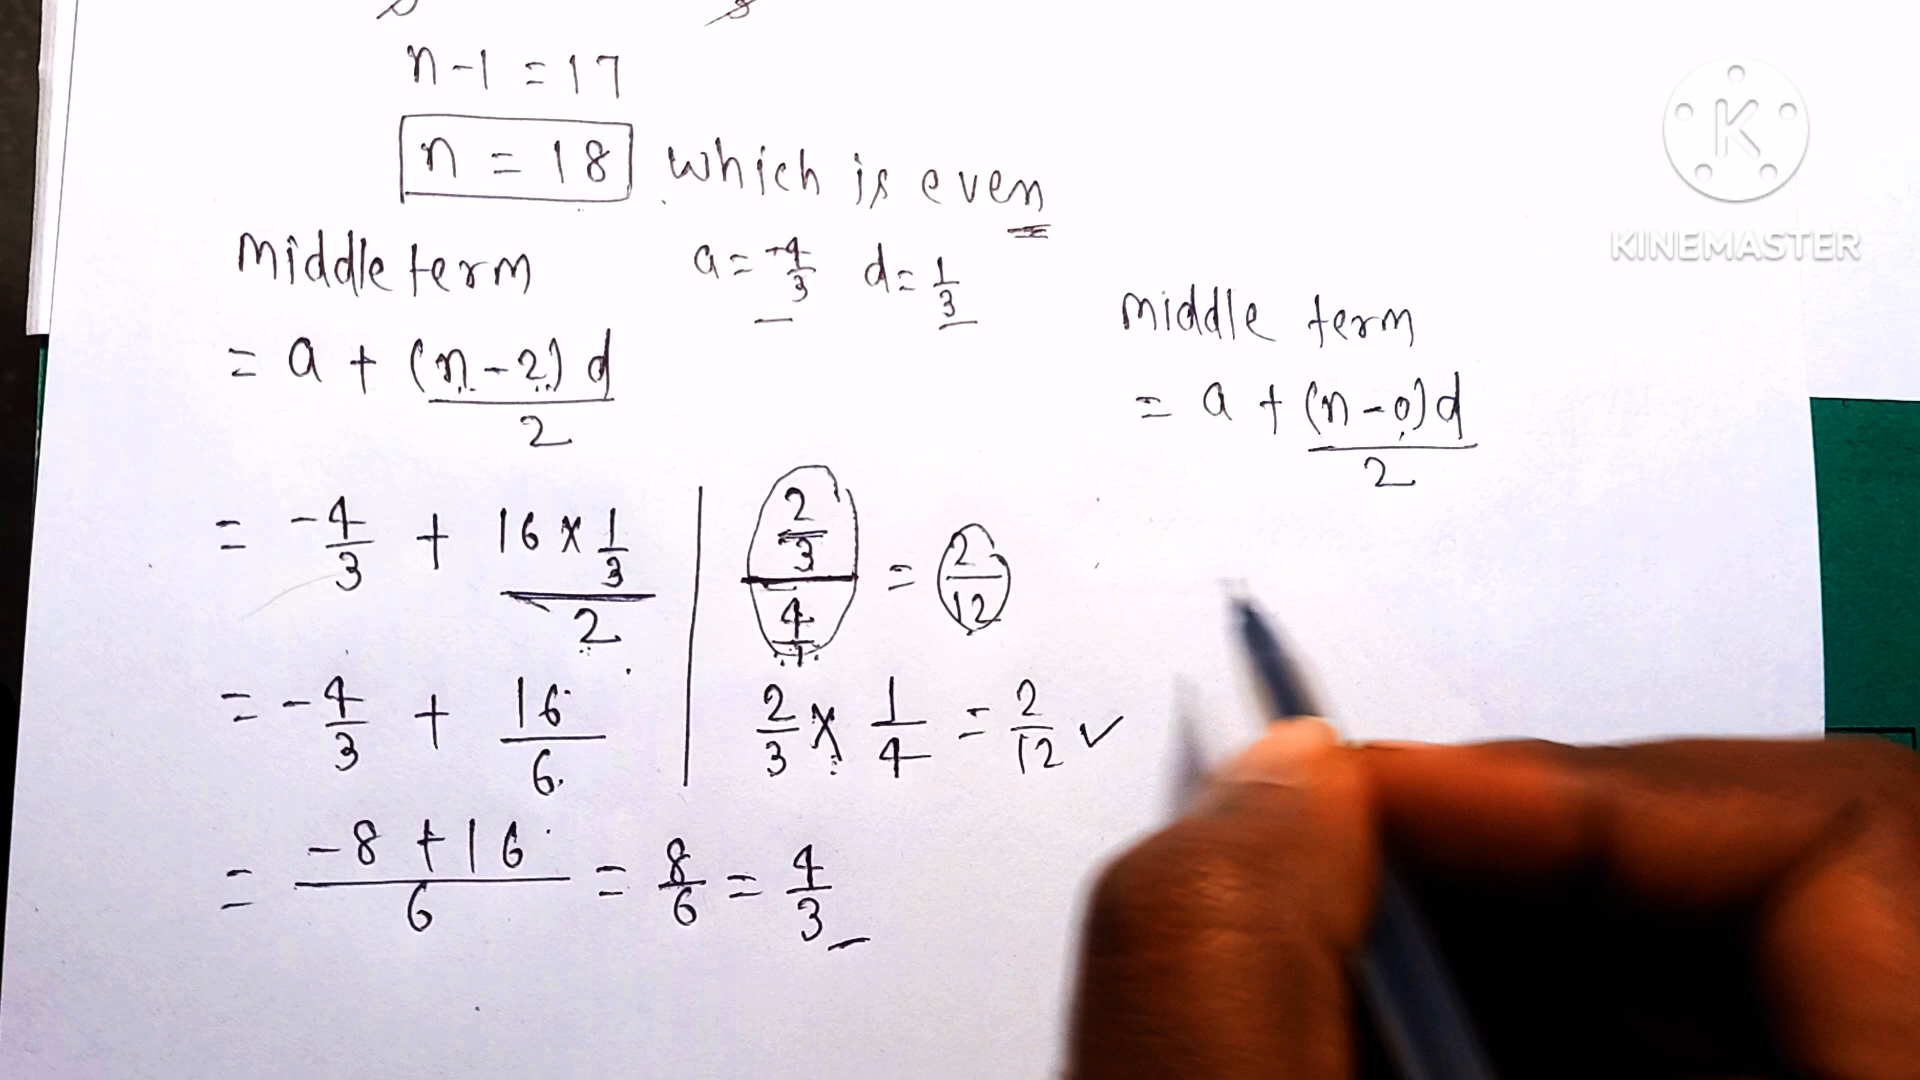 n-1 = 17
n = 18 which is even
Middle term a = -4/3 d = 1/3
= a + (n-2)d/2
= -4/3 + 16 x 1/3 / 2
= -4/3 + 16/6
= -8+16/6 = 8/6 = 4/3
2/3 / 4/1 = 2/12
2/3 x 1/4 = 2/12 ✓
middle term
= a + (n-0)d/2
K
KINEMASTER